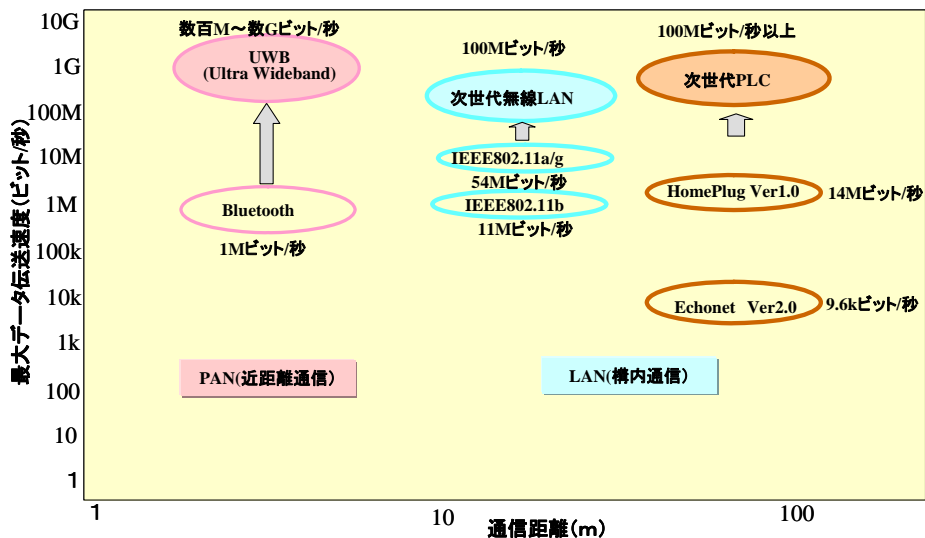 最大データ伝送速度(ビット/秒)
10G
1G
100M
10M
1M
100k
10k
1k
100
10
1
数百M～数Gビット/秒
UWB
(Ultra Wideband)
Bluetooth
1Mビット/秒
PAN(近距離通信)
100Mビット/秒
次世代無線LAN
IEEE802.11a/g
54Mビット/秒
IEEE802.11b
11Mビット/秒
LAN(構内通信)
100Mビット/秒以上
次世代PLC
HomePlug Ver1.0
14Mビット/秒
Echonet Ver2.0
9.6kビット/秒
1
10
100
通信距離(m)